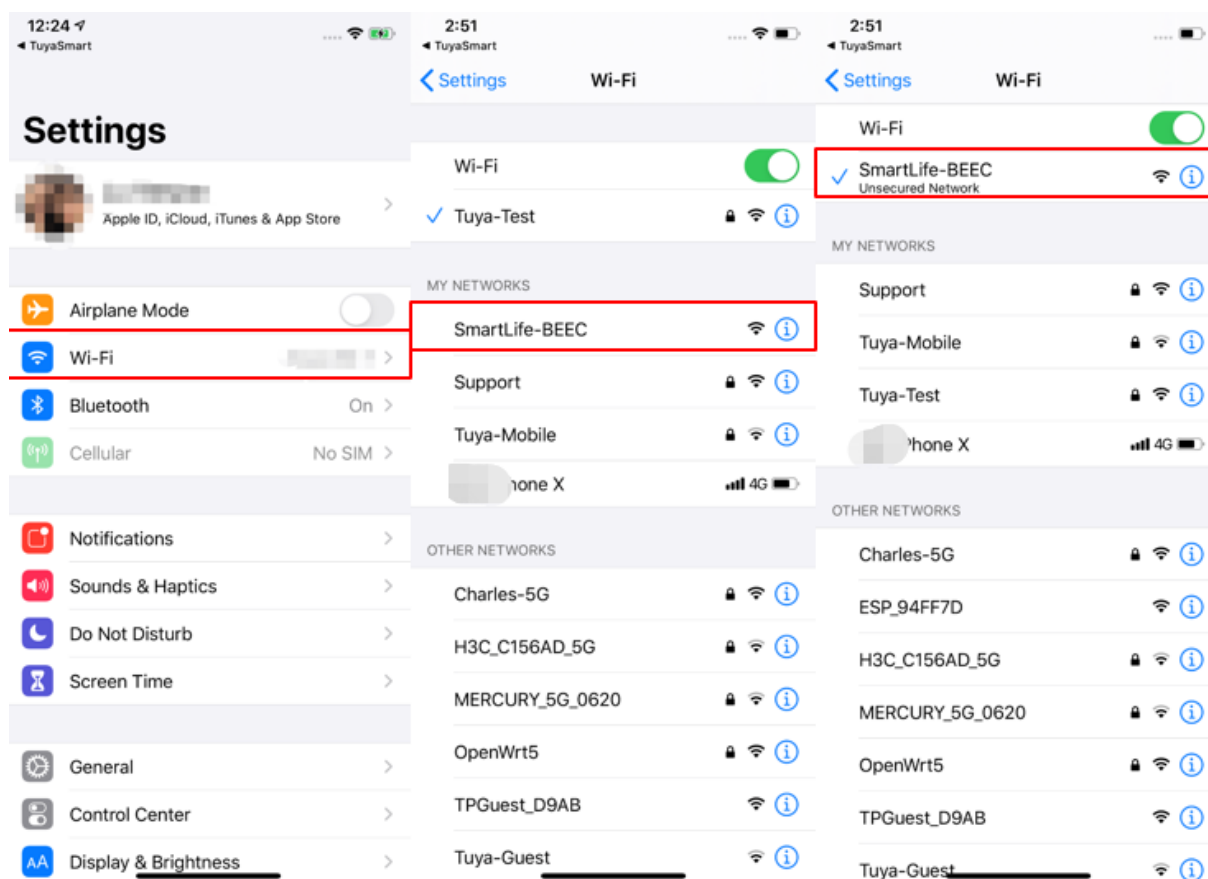 12:24
TuyaSmart
Settings
Apple ID, iCloud, iTunes & App Store
Airplane Mode
Wi-Fi
Bluetooth On
Cellular No SIM
Notifications
Sounds & Haptics
Do Not Disturb
Screen Time
General
Control Center
AA Display & Brightness
2:51
TuyaSmart
Settings Wi-Fi
Wi-Fi
Tuya-Test
MY NETWORKS
SmartLife-BEEC
Support
Tuya-Mobile
X
4G
OTHER NETWORKS
Charles-5G
H3C_C156AD_5G
MERCURY_5G_0620
OpenWrt5
TPGuest_D9AB
Tuya-Guest
2:51
TuyaSmart
Settings Wi-Fi
Wi-Fi
SmartLife-BEEC
Unsecured Network
MY NETWORKS
Support
Tuya-Mobile
Tuya-Test
X
4G
OTHER NETWORKS
Charles-5G
ESP_94FF7D
H3C_C156AD_5G
MERCURY_5G_0620
OpenWrt5
TPGuest_D9AB
Tuya-Guest